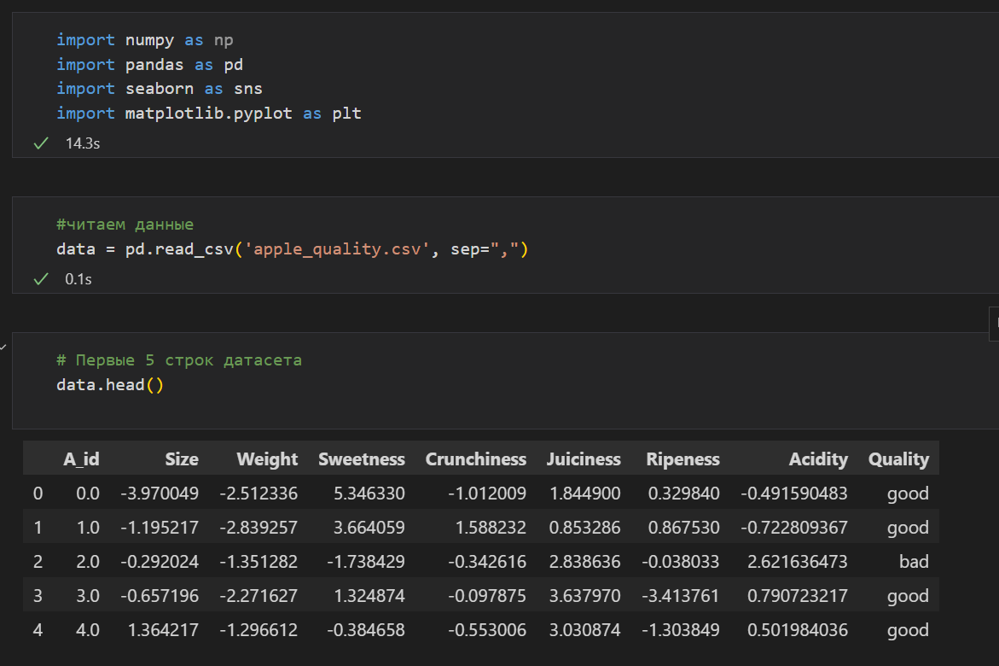 import numpy as np
import pandas as pd
import seaborn as sns
import matplotlib.pyplot as plt
14.3s
#читаем данные
data = pd.read_csv('apple_quality.csv', sep=",")
0.1s
# Первые 5 строк датасета
data.head()
A_id Size Weight Sweetness Crunchiness Juiciness Ripeness Acidity Quality
0 0.0 -3.970049 -2.512336 5.346330 -1.012009 1.844900 0.329840 -0.491590483 good
1 1.0 -1.195217 -2.839257 3.664059 1.588232 0.853286 0.867530 -0.722809367 good
2 2.0 -0.292024 -1.351282 -1.738429 -0.342616 2.838636 -0.038033 2.621636473 bad
3 3.0 -0.657196 -2.271627 1.324874 -0.097875 3.637970 -3.413761 0.790723217 good
4 4.0 1.364217 -1.296612 -0.384658 -0.553006 3.030874 -1.303849 0.501984036 good